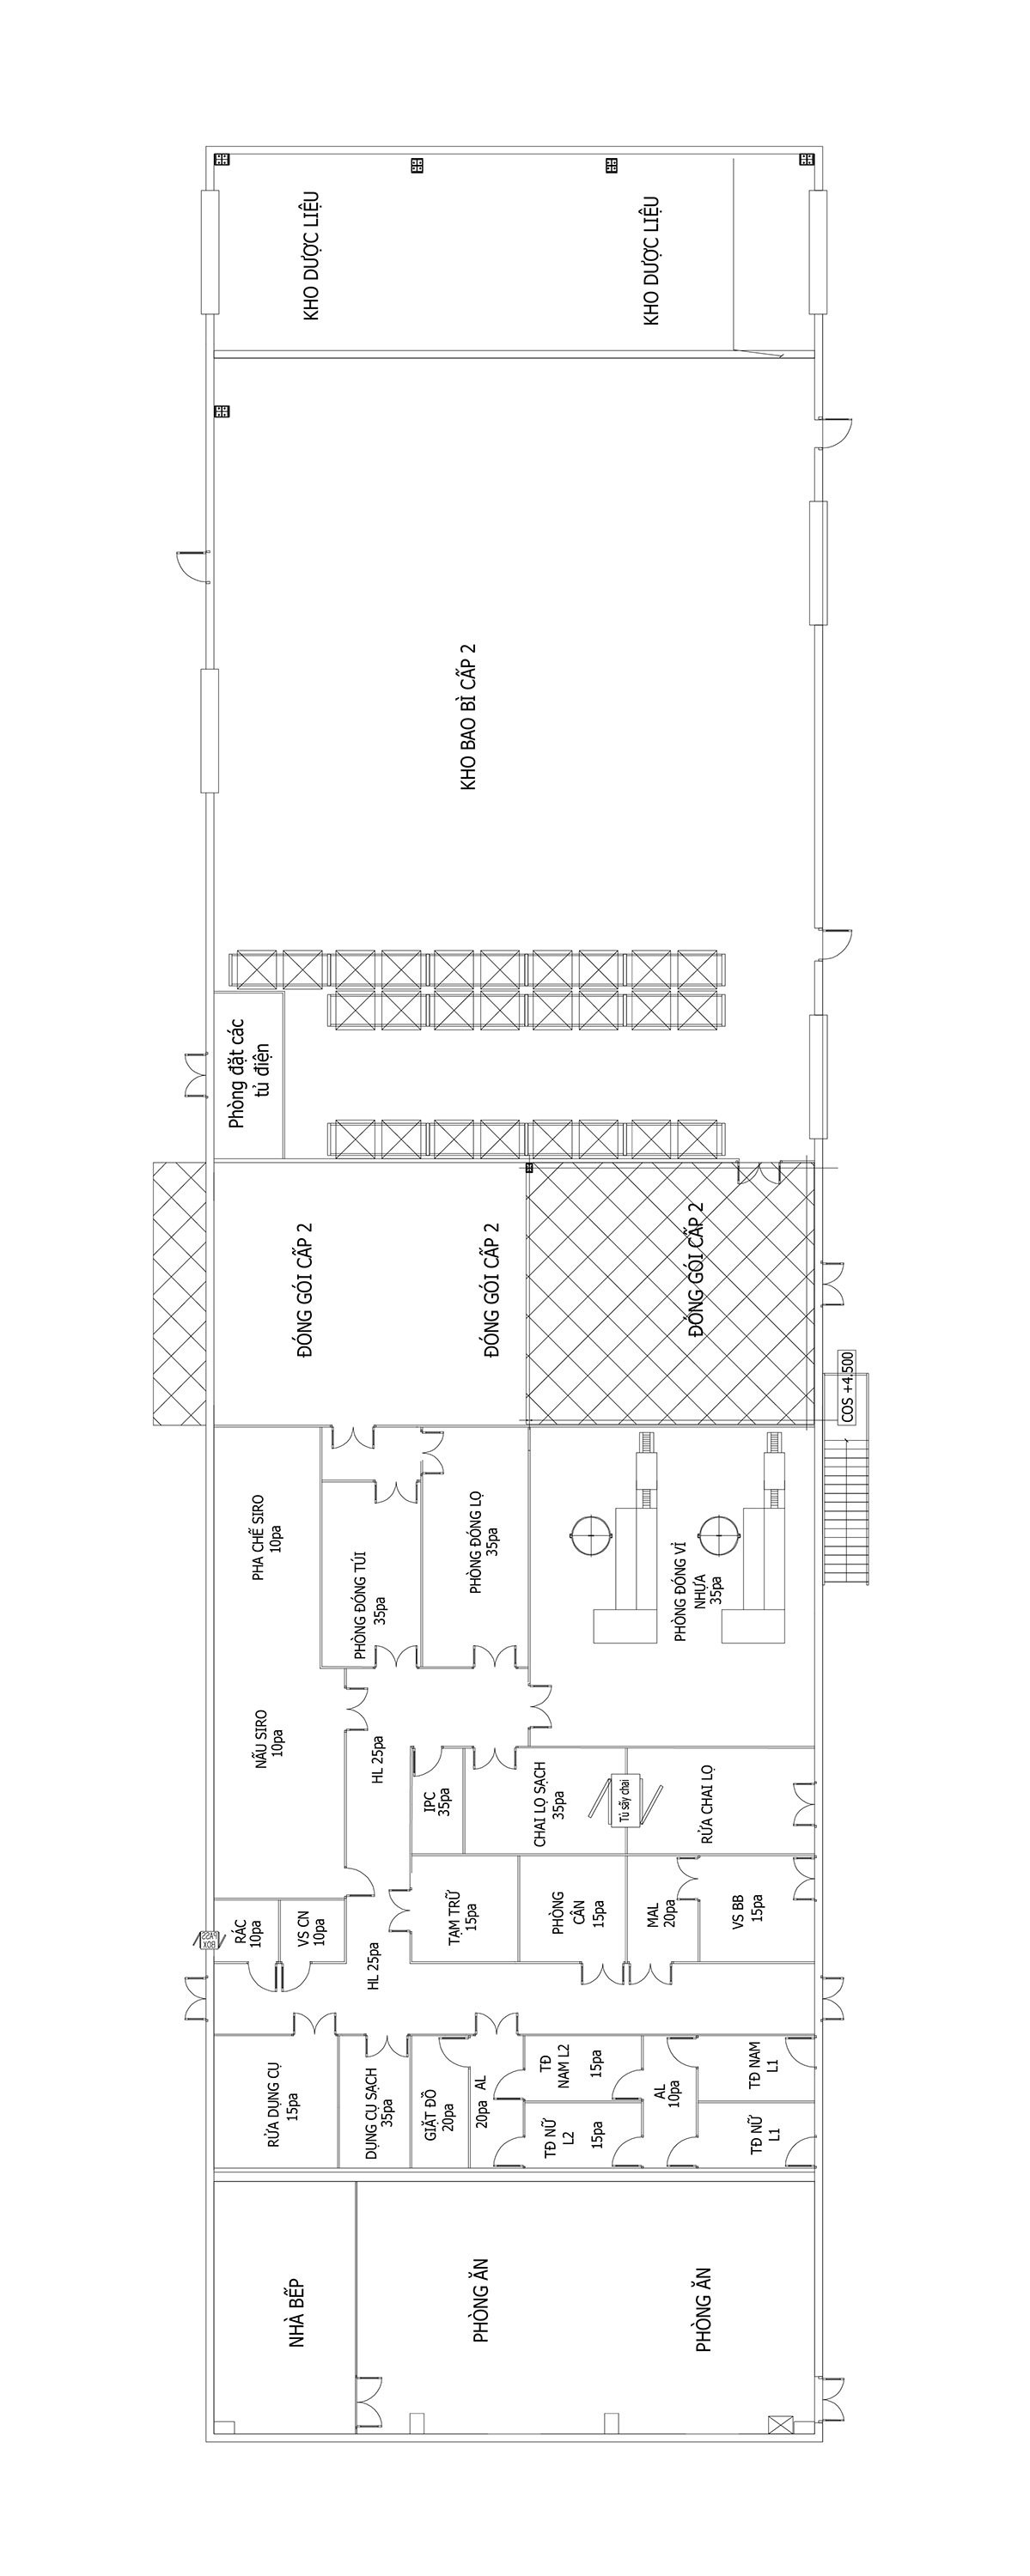 KHO DƯỢC LIỆU
KHO DƯỢC LIỆU
KHO BAO BÌ CẤP 2
Phòng đặt các
tủ điện
ĐÓNG GÓI CẤP 2
ĐÓNG GÓI CẤP 2
ĐÓNG GÓI CẤP 2
COS +4.500
PHA CHẾ SIRO
10pa
PHÒNG ĐÓNG TÚI
35pa
PHÒNG ĐÓNG LỌ
35pa
PHÒNG ĐÓNG VỈ
NHỰA
35pa
NẤU SIRO
10pa
HL 25pa
IPC
35pa
CHAI LỌ SẠCH
35pa
Tủ sấy chai
RỬA CHAI LỌ
PASS
BOX
RÁC
10pa
VS CN
10pa
HL 25pa
TẠM TRỮ
15pa
PHÒNG
CÂN
15pa
MAL
20pa
VS BB
15pa
RỬA DỤNG CỤ
15pa
DỤNG CỤ SẠCH
35pa
GIẶT ĐỒ
20pa
AL
20pa
TĐ
NAM L2
15pa
TĐ NỮ
L2
15pa
AL
10pa
TĐ NAM
L1
TĐ NỮ
L1
NHÀ BẾP
PHÒNG ĂN
PHÒNG ĂN